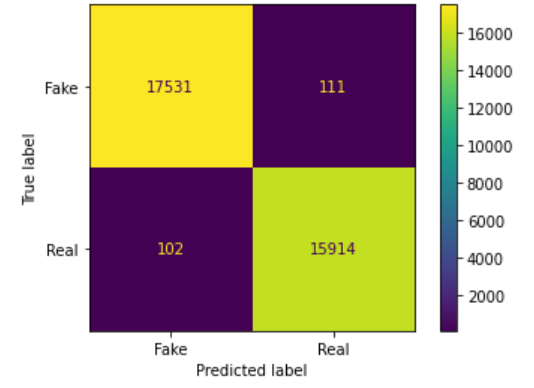 Fake
Real
True label
17531
111
102
15914
Fake
Real
Predicted label
16000
14000
12000
10000
8000
6000
4000
2000